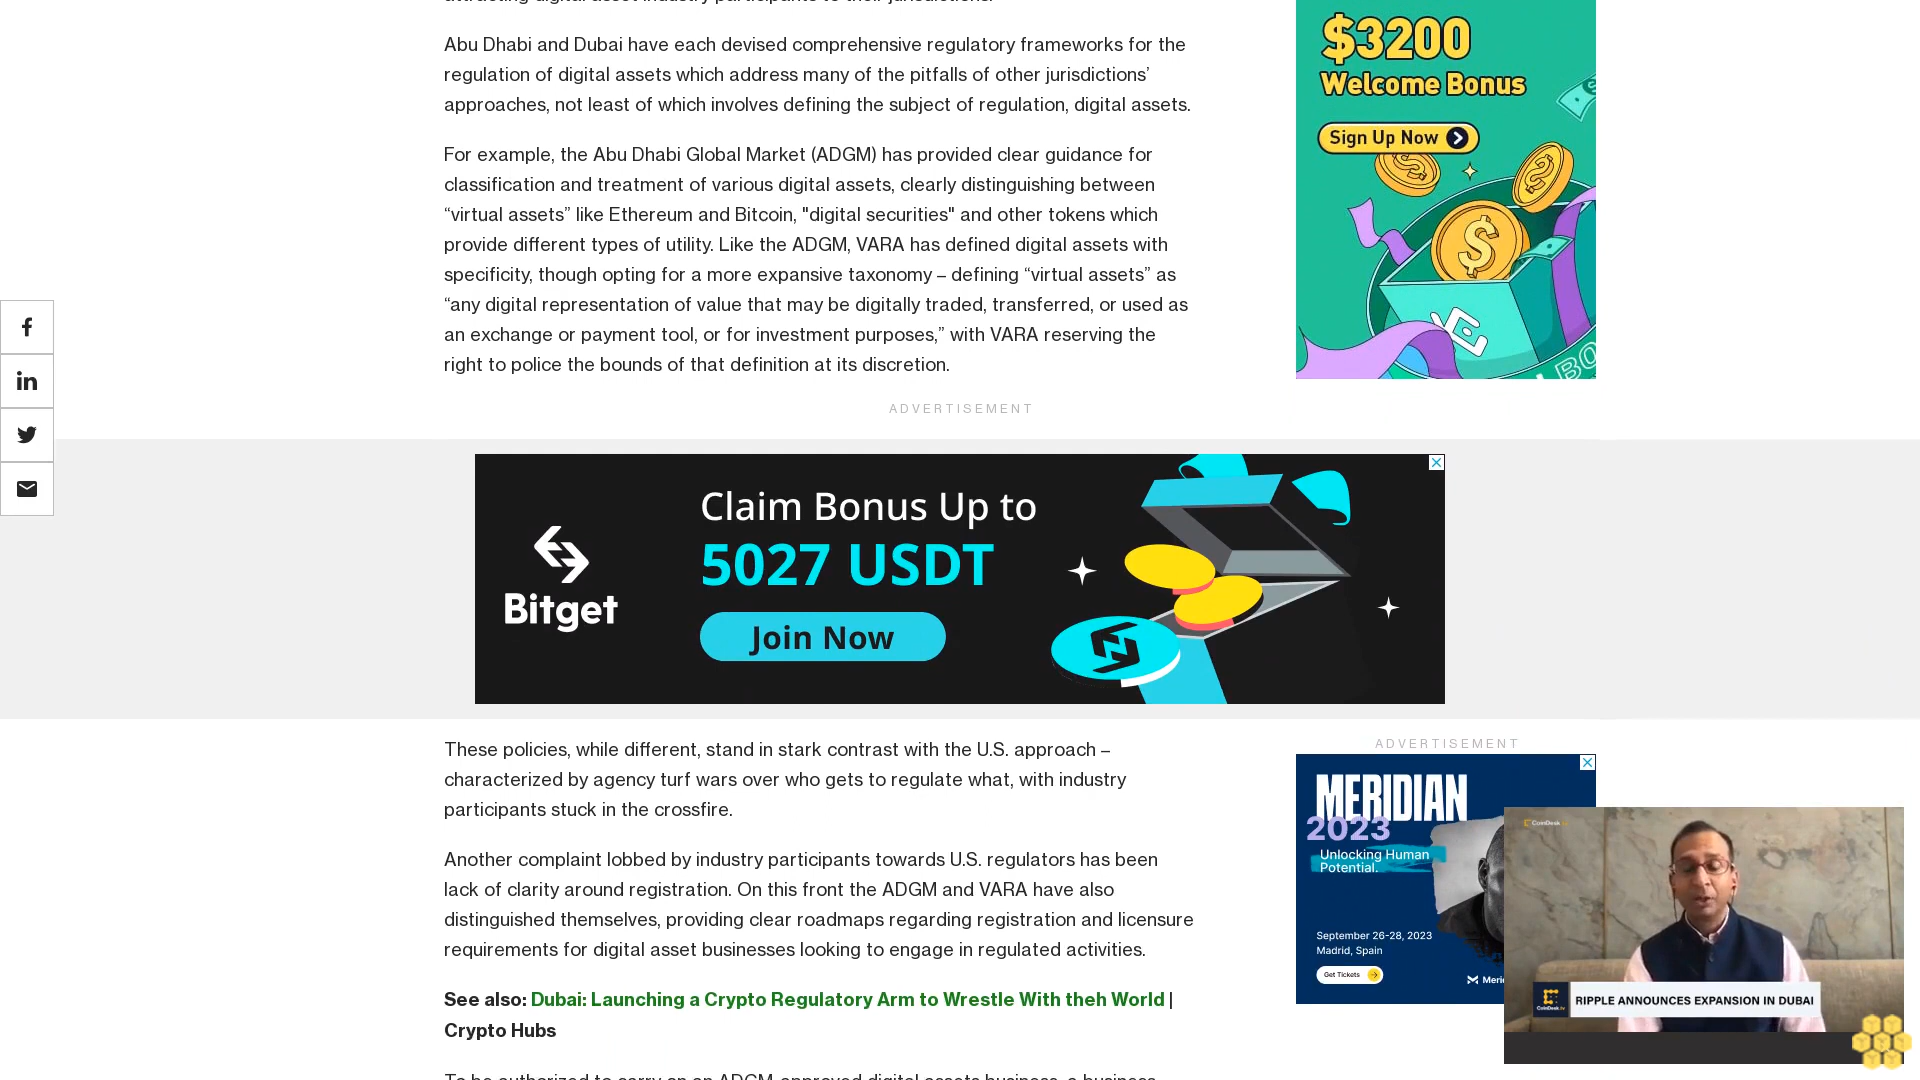 Abu Dhabi and Dubai have each devised comprehensive regulatory frameworks for the
regulation of digital assets which address many of the pitfalls of other jurisdictions’
approaches, not least of which involves defining the subject of regulation, digital assets.
For example, the Abu Dhabi Global Market (ADGM) has provided clear guidance for
classification and treatment of various digital assets, clearly distinguishing between
“virtual assets” like Ethereum and Bitcoin, "digital securities" and other tokens which
provide different types of utility. Like the ADGM, VARA has defined digital assets with
specificity, though opting for a more expansive taxonomy – defining “virtual assets” as
“any digital representation of value that may be digitally traded, transferred, or used as
an exchange or payment tool, or for investment purposes,” with VARA reserving the
right to police the bounds of that definition at its discretion.
$3200
Welcome Bonus
Sign Up Now
ADVERTISEMENT
Bitget
Claim Bonus Up to
5027 USDT
Join Now
These policies, while different, stand in stark contrast with the U.S. approach –
characterized by agency turf wars over who gets to regulate what, with industry
participants stuck in the crossfire.
Another complaint lobbed by industry participants towards U.S. regulators has been
lack of clarity around registration. On this front the ADGM and VARA have also
distinguished themselves, providing clear roadmaps regarding registration and licensure
requirements for digital asset businesses looking to engage in regulated activities.
See also: Dubai: Launching a Crypto Regulatory Arm to Wrestle With theh World |
Crypto Hubs
ADVERTISEMENT
MERIDIAN
2023
Unlocking Human
Potential.
September 26-28, 2023
Madrid, Spain
Get Tickets
CoinDesk
RIPPLE ANNOUNCES EXPANSION IN DUBAI